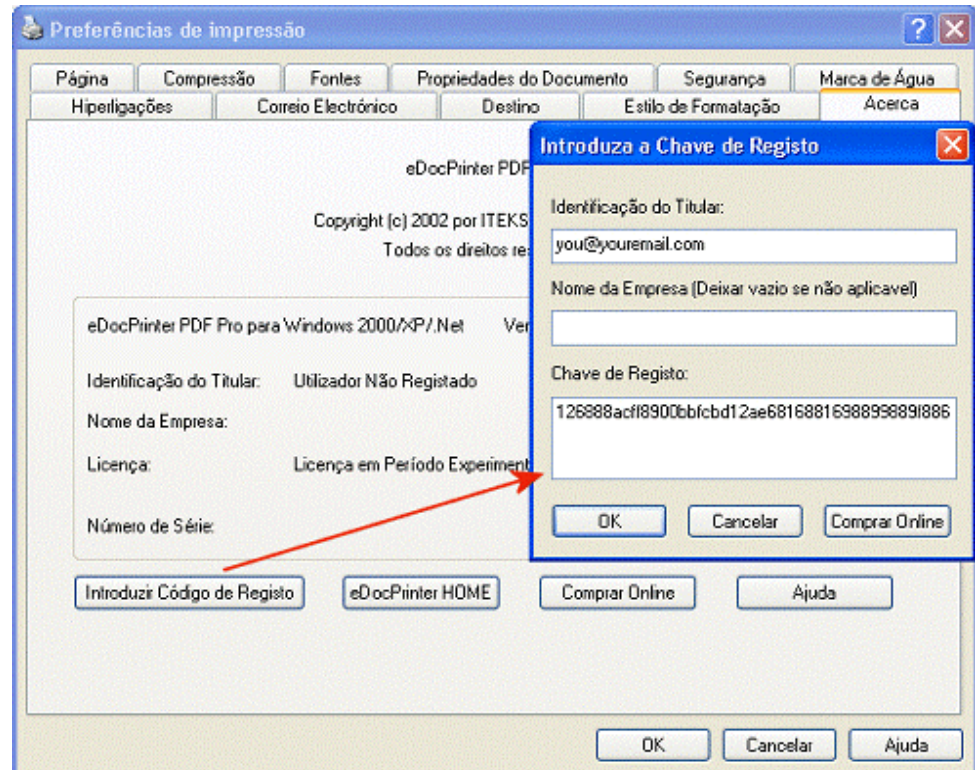 Preferências de impressão
Página Compressão Fontes Propriedades do Documento Segurança Marca de Água
Hiperligações Correio Electrónico Destino Estilo de Formatação Acerca
eDocPrinter PDF
Copyright (c) 2002 por ITEKS
Todos os direitos re
eDocPrinter PDF Pro para Windows 2000/XP/.Net Ver
Identificação do Titular: Utilizador Não Registado
Nome da Empresa:
Licença: Licença em Período Experiment
Número de Série:
Introduzir Código de Registo eDocPrinter HOME Comprar Online Ajuda
OK Cancelar Ajuda
Introduza a Chave de Registo
Identificação do Titular:
you@youremail.com
Nome da Empresa (Deixar vazio se não aplicavel)
Chave de Registo:
126888acff8900bbfcbd12ae6816881698899889f886
OK Cancelar Comprar Online